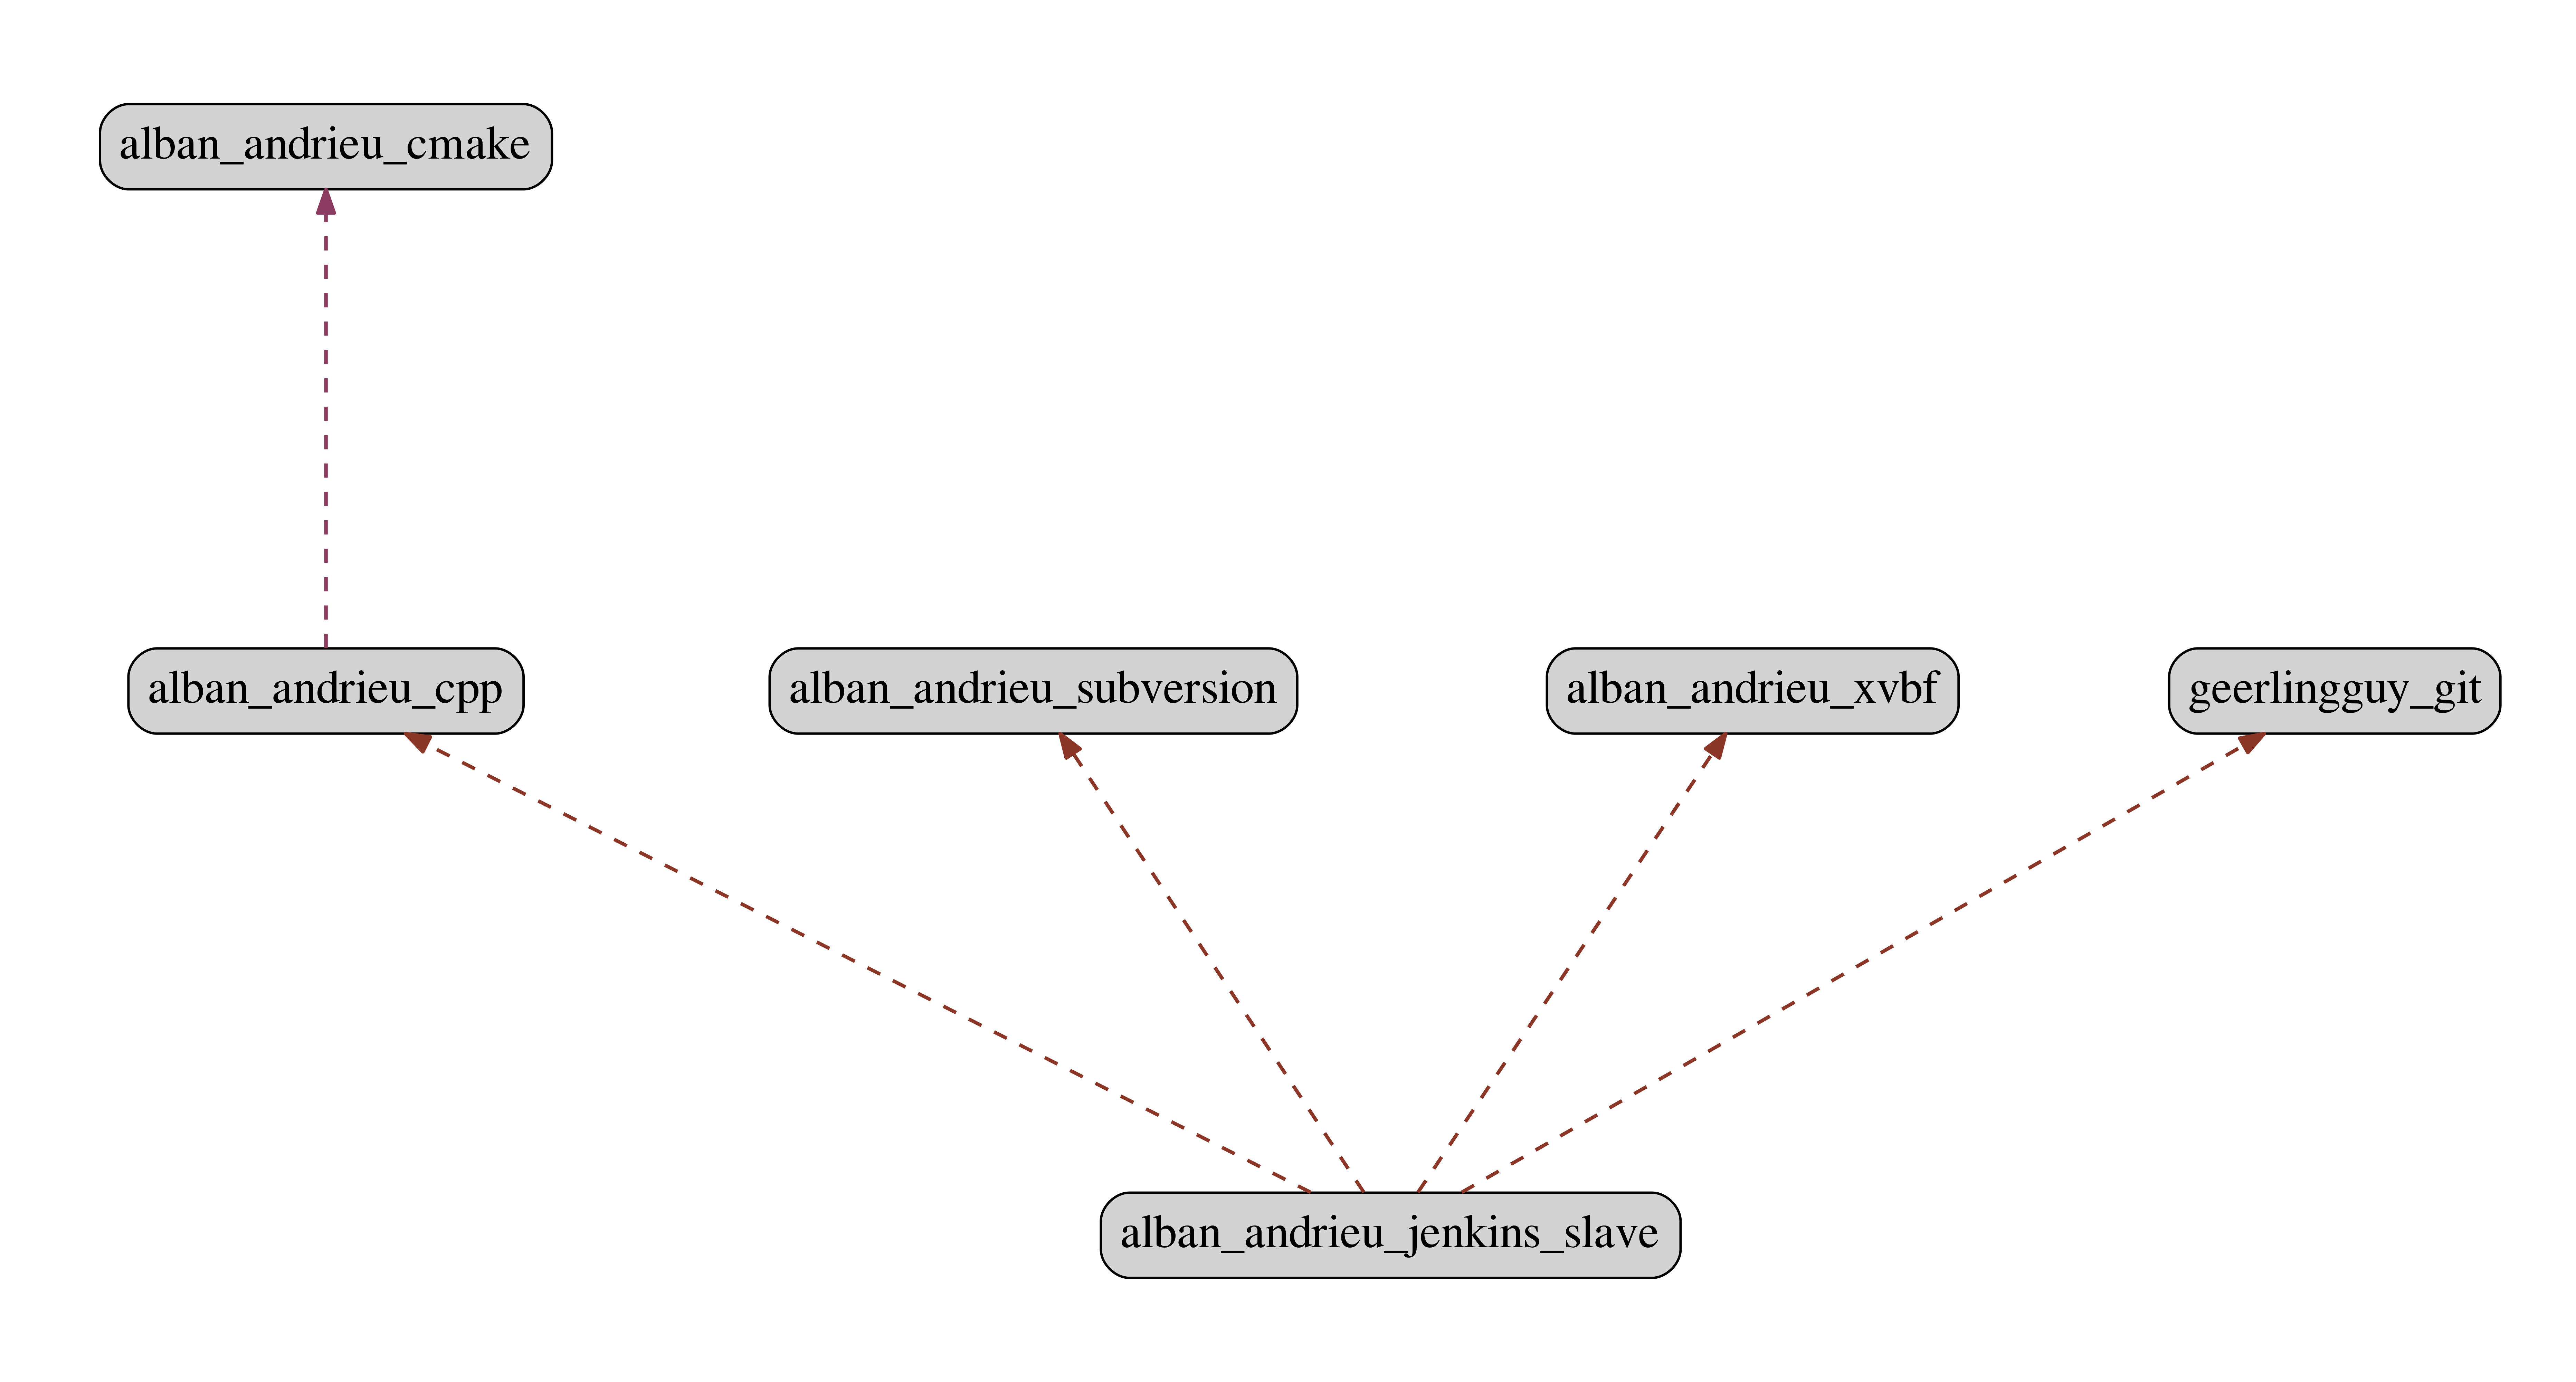 alban_andrieu_cmake
alban_andrieu_cpp
alban_andrieu_subversion
alban_andrieu_xvbf
geerlingguy_git
alban_andrieu_jenkins_slave